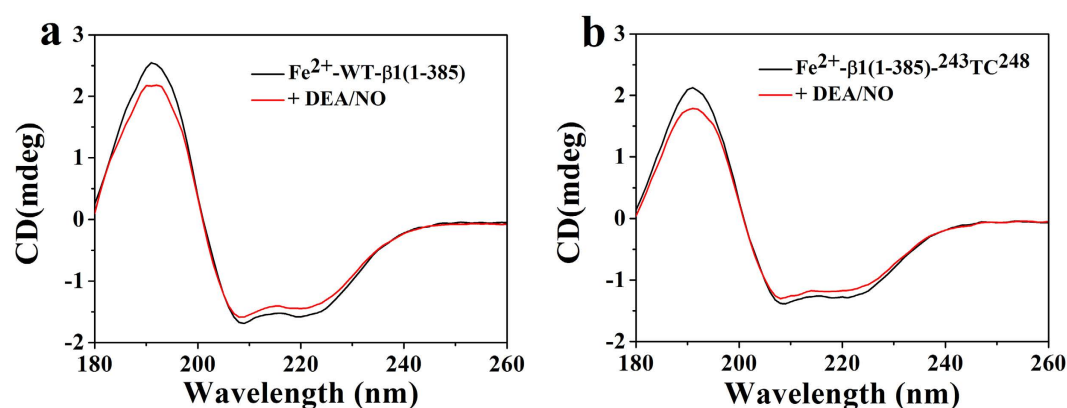 a
3
2
1
0
-1
-2
CD(mdeg)
Fe²⁺-WT-β1(1-385)
+ DEA/NO
180 200 220 240 260
Wavelength (nm)
b
3
2
1
0
-1
-2
CD(mdeg)
Fe²⁺-β1(1-385)-²⁴³TC²⁴⁸
+ DEA/NO
180 200 220 240 260
Wavelength (nm)